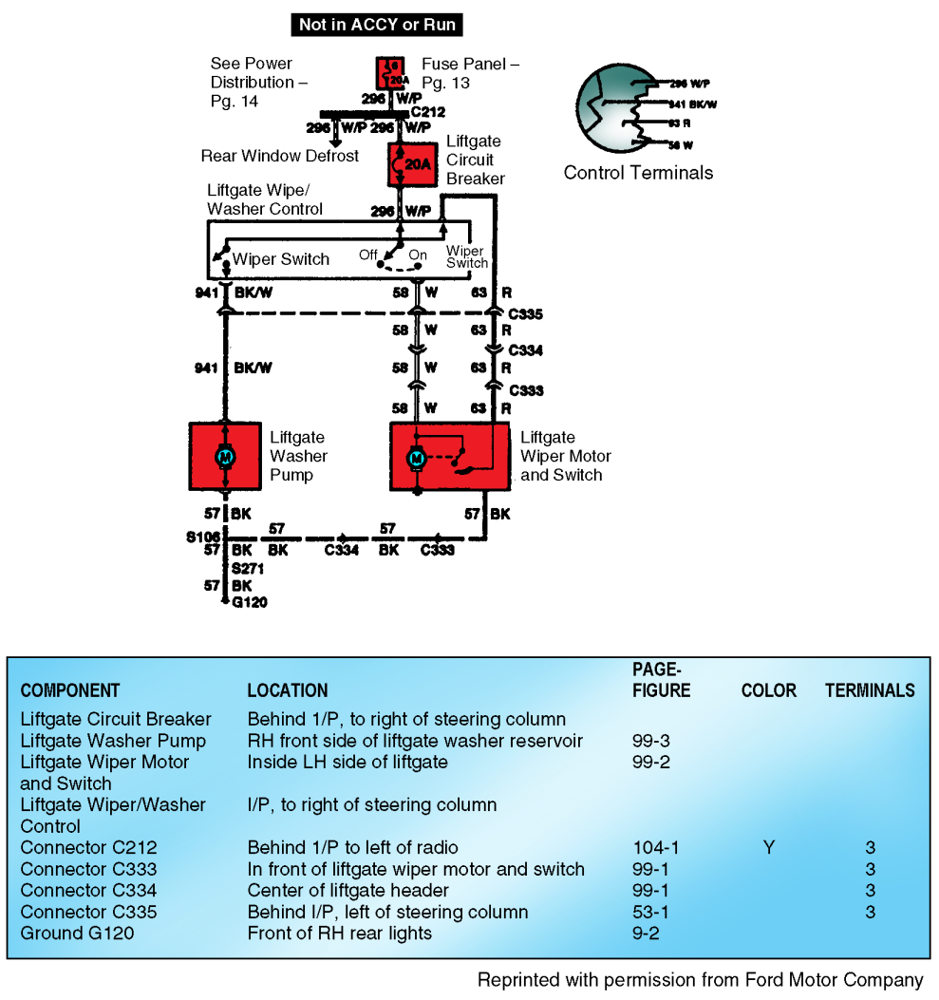 Not in ACCY or Run
See Power
Distribution –
Pg. 14
6
20A
Fuse Panel –
Pg. 13
296 W/P
C212
296 W/P 296 W/P
Rear Window Defrost
20A
Liftgate
Circuit
Breaker
296 W/P
941 BK/W
93 R
58 W
Control Terminals
Liftgate Wipe/
Washer Control
296 W/P
Wiper Switch
Off
On
Wiper
Switch
941 BK/W
58 W
63 R
C335
58 W
63 R
C334
941 BK/W
58 W
63 R
C333
58 W
63 R
M
Liftgate
Washer
Pump
M
Liftgate
Wiper Motor
and Switch
57 BK
57 BK
S106
57
BK
C334
57
BK
C333
57 BK
S271
57 BK
G120
COMPONENT LOCATION PAGE-FIGURE COLOR TERMINALS
Liftgate Circuit Breaker Behind 1/P, to right of steering column
Liftgate Washer Pump RH front side of liftgate washer reservoir 99-3
Liftgate Wiper Motor Inside LH side of liftgate 99-2
and Switch
Liftgate Wiper/Washer I/P, to right of steering column
Control
Connector C212 Behind 1/P to left of radio 104-1 Y 3
Connector C333 In front of liftgate wiper motor and switch 99-1 3
Connector C334 Center of liftgate header 99-1 3
Connector C335 Behind I/P, left of steering column 53-1 3
Ground G120 Front of RH rear lights 9-2
Reprinted with permission from Ford Motor Company